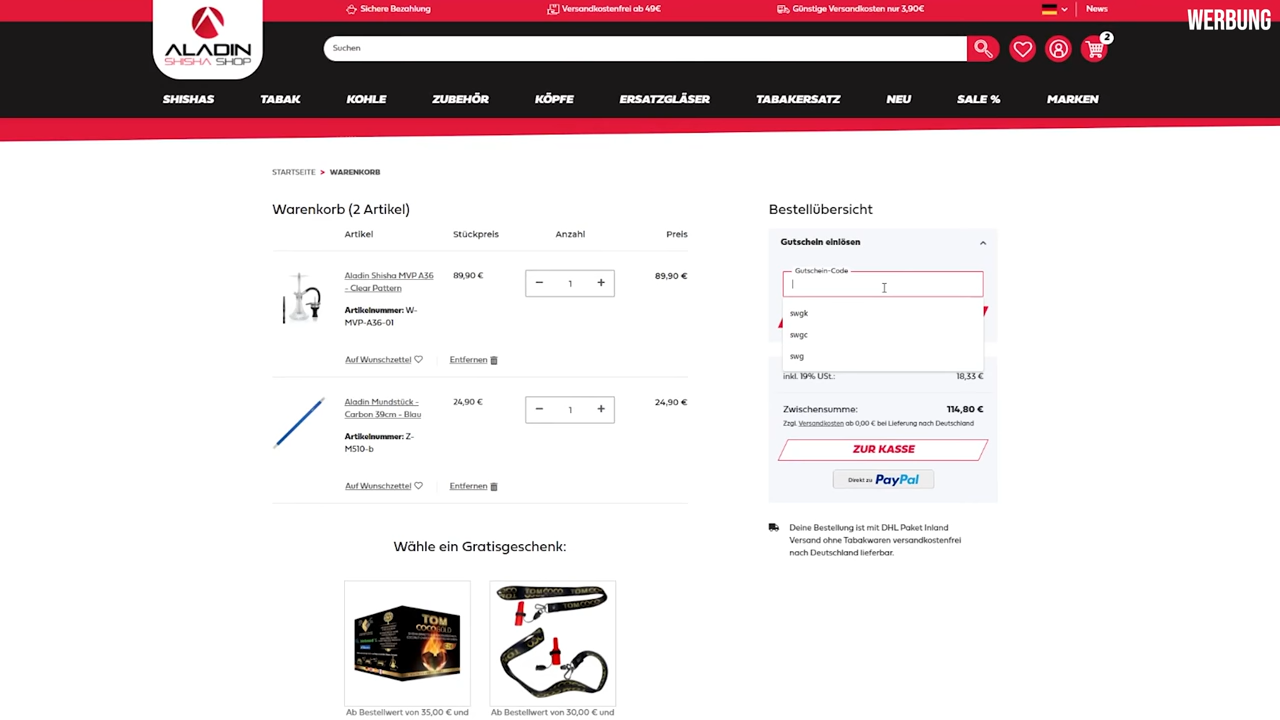 Sichere Bezahlung
Versandkostenfrei ab 49€
Günstige Versandkosten nur 3,90€
News
WERBUNG
ALADIN
SHISHA SHOP
Suchen
2
SHISHAS
TABAK
KOHLE
ZUBEHÖR
KÖPFE
ERSATZGLÄSER
TABAKERSATZ
NEU
SALE %
MARKEN
STARTSEITE > WARENKORB
Warenkorb (2 Artikel)
Artikel
Stückpreis
Anzahl
Preis
Aladin Shisha MVP A36
- Clear Pattern
Artikelnummer: W-
MVP-A36-01
89,90 €
− 1 +
89,90 €
Auf Wunschzettel
Entfernen
Aladin Mundstück -
Carbon 39cm - Blau
Artikelnummer: Z-
M510-b
24,90 €
− 1 +
24,90 €
Auf Wunschzettel
Entfernen
Wähle ein Gratisgeschenk:
TOM
COCO GOLD
TOM COCO
Ab Bestellwert von 35,00 € und
Ab Bestellwert von 30,00 € und
Bestellübersicht
Gutschein einlösen
Gutschein-Code
swgk
swgc
swg
inkl. 19% USt.: 18,33 €
Zwischensumme: 114,80 €
Zzgl. Versandkosten ab 0,00 € bei Lieferung nach Deutschland
ZUR KASSE
Direkt zu PayPal
Deine Bestellung ist mit DHL Paket Inland
Versand ohne Tabakwaren versandkostenfrei
nach Deutschland lieferbar.